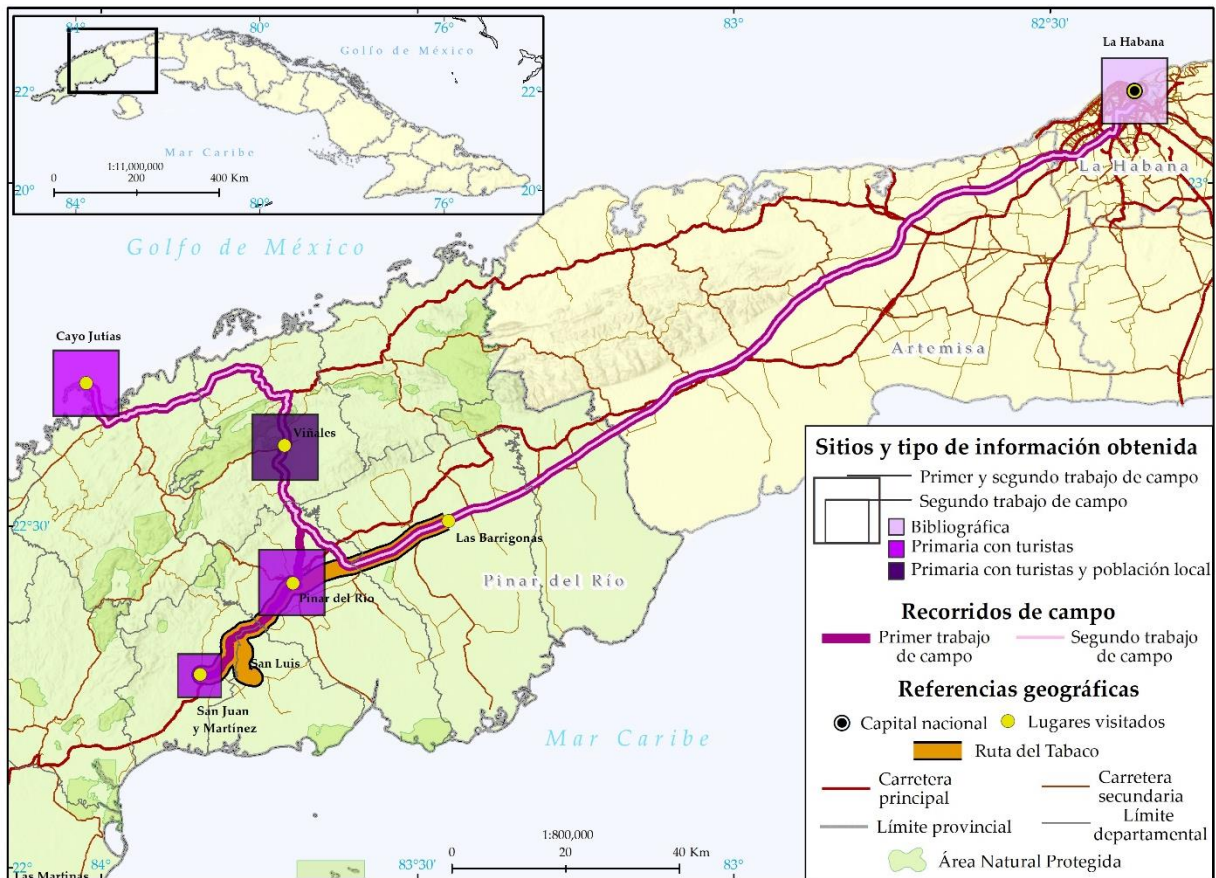 84°
80°
76°
Golfo de México
22°
22°
Mar Caribe
1:11,000,000
0 200 400 Km
20°
20°
84°
80°
76°
83°
82°30'
La Habana
La Habana
23°
Golfo de México
Cayo Jutías
Artemisa
Viñales
22°30'
Las Barrigonas
Pinar del Río
Pinar del Río
San Luis
San Juan
y Martínez
Mar Caribe
1:800,000
0 20 40 Km
22°
84°
83°30'
83°
Las Martinas
Sitios y tipo de información obtenida
Primer y segundo trabajo de campo
Segundo trabajo de campo
Bibliográfica
Primaria con turistas
Primaria con turistas y población local
Recorridos de campo
Primer trabajo
de campo
Segundo trabajo
de campo
Referencias geográficas
Capital nacional
Lugares visitados
Ruta del Tabaco
Carretera
principal
Carretera
secundaria
Límite provincial
Límite
departamental
Área Natural Protegida